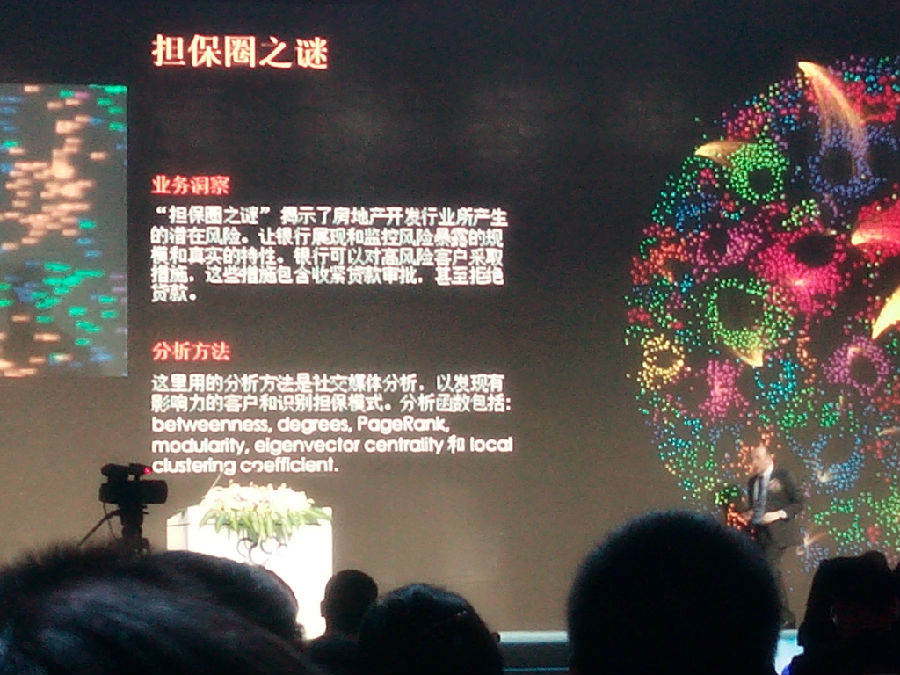 担保圈之谜
业务洞察
“担保圈之谜”揭示了房地产开发行业所产生
的潜在风险。让银行展现和监控风险暴露的规
模和真实的特性。银行可以对高风险客户采取
措施，这些措施包含收紧贷款审批，甚至拒绝
贷款。
分析方法
这里用的分析方法是社交媒体分析，以发现有
影响力的客户和识别担保模式。分析函数包括:
betweenness, degrees, PageRank,
modularity, eigenvector centrality 和 local
clustering coefficient.